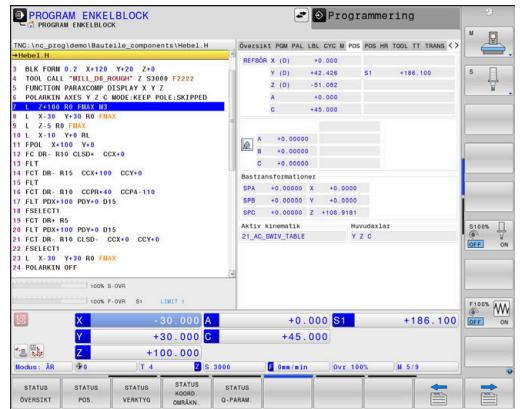 PROGRAM ENKELBLOCK
PROGRAM ENKELBLOCK
Programmering
TNC:\nc_prog\demo\Bauteile_components\Hebel.H
→Hebel.H
3 BLK FORM 0.2 X+120 Y+20 Z+0
4 TOOL CALL "MILL_D8_ROUGH" Z S3000 F2222
5 FUNCTION PARAXCOMP DISPLAY X Y Z
6 POLARKIN AXES Y Z C MODE:KEEP POLE:SKIPPED
7 L Z+100 R0 FMAX M3
8 L X-30 Y+30 R0 FMAX
9 L Z-5 R0 FMAX
10 L X-10 Y+0 RL
11 FPOL X+100 Y+0
12 FC DR- R10 CLSD+ CCX+0
13 FLT
14 FCT DR- R15 CCX+100 CCY+0
15 FLT
16 FCT DR- R10 CCPR+40 CCPA-110
17 FLT PDX+100 PDY+0 D15
18 FSELECT1
19 FCT DR+ R5
20 FLT PDX+100 PDY+0 D15
21 FCT DR- R10 CLSD- CCX+0 CCY+0
22 FSELECT1
23 L X-30 Y+30 R0 FMAX
24 POLARKIN OFF
Översikt PGM PAL LBL CYC M POS POS HR TOOL TT TRANS
REFBÖR X (D) +0.000
Y (D) +42.426 S1 +186.100
Z (D) -51.082
A +0.000
C +45.000
A +0.00000
B +0.00000
C +0.00000
Bastransformationer
SPA +0.00000 X +0.0000
SPB +0.00000 Y +0.0000
SPC +0.00000 Z +108.9181
Aktiv kinematik Huvudaxlar
21_AC_SWIV_TABLE Y Z C
100% S-OVR
100% F-OVR S1 LIMIT 1
X -30.000 A +0.000 S1 +186.100
Y +30.000 C +45.000
Z +100.000
Modus: ÄR 0 T 4 Z S 3000 F 0mm/min Ovr 100% M 5/9
STATUS ÖVERSIKT
STATUS POS.
STATUS VERKTYG
STATUS KOORD. OMRÄKN.
STATUS Q-PARAM.
M
S
S100%
OFF ON
F100%
OFF ON